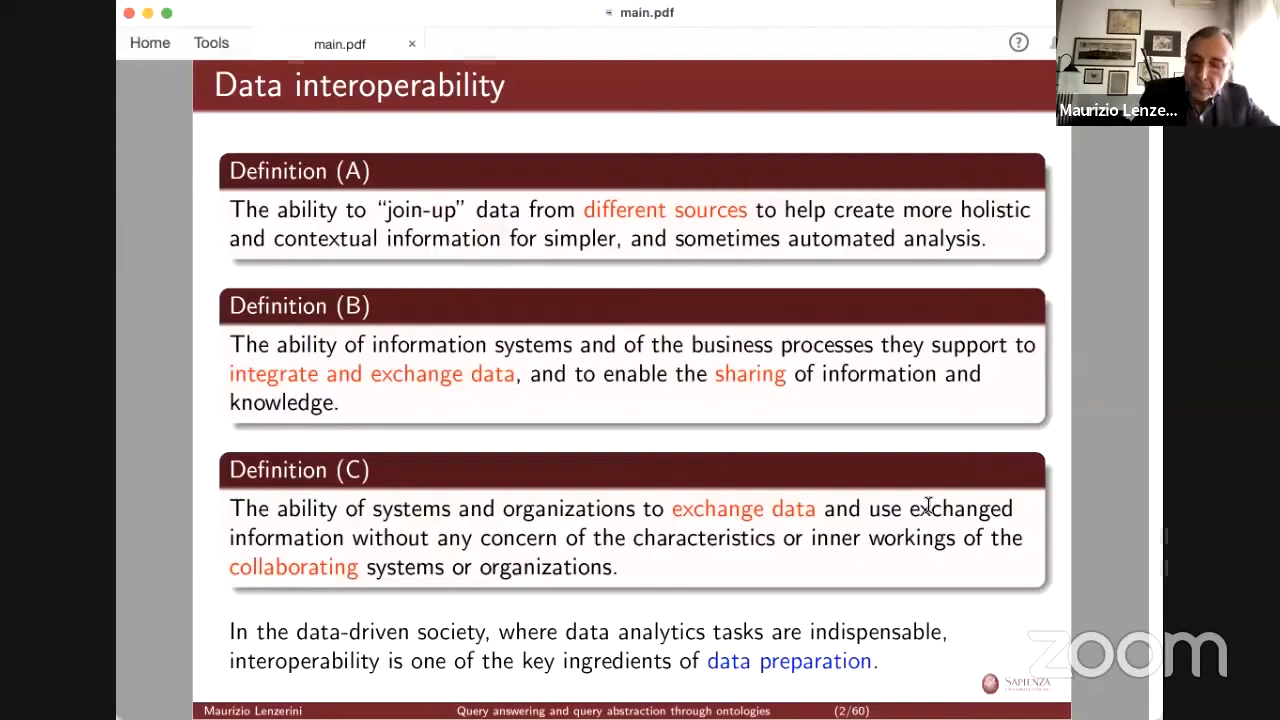 main.pdf
Home Tools main.pdf ×
?
Maurizio Lenze...
Data interoperability
Definition (A)
The ability to “join-up” data from different sources to help create more holistic
and contextual information for simpler, and sometimes automated analysis.
Definition (B)
The ability of information systems and of the business processes they support to
integrate and exchange data, and to enable the sharing of information and
knowledge.
Definition (C)
The ability of systems and organizations to exchange data and use exchanged
information without any concern of the characteristics or inner workings of the
collaborating systems or organizations.
In the data-driven society, where data analytics tasks are indispensable,
interoperability is one of the key ingredients of data preparation.
zoom
SAPIENZA
Maurizio Lenzerini Query answering and query abstraction through ontologies (2/60)